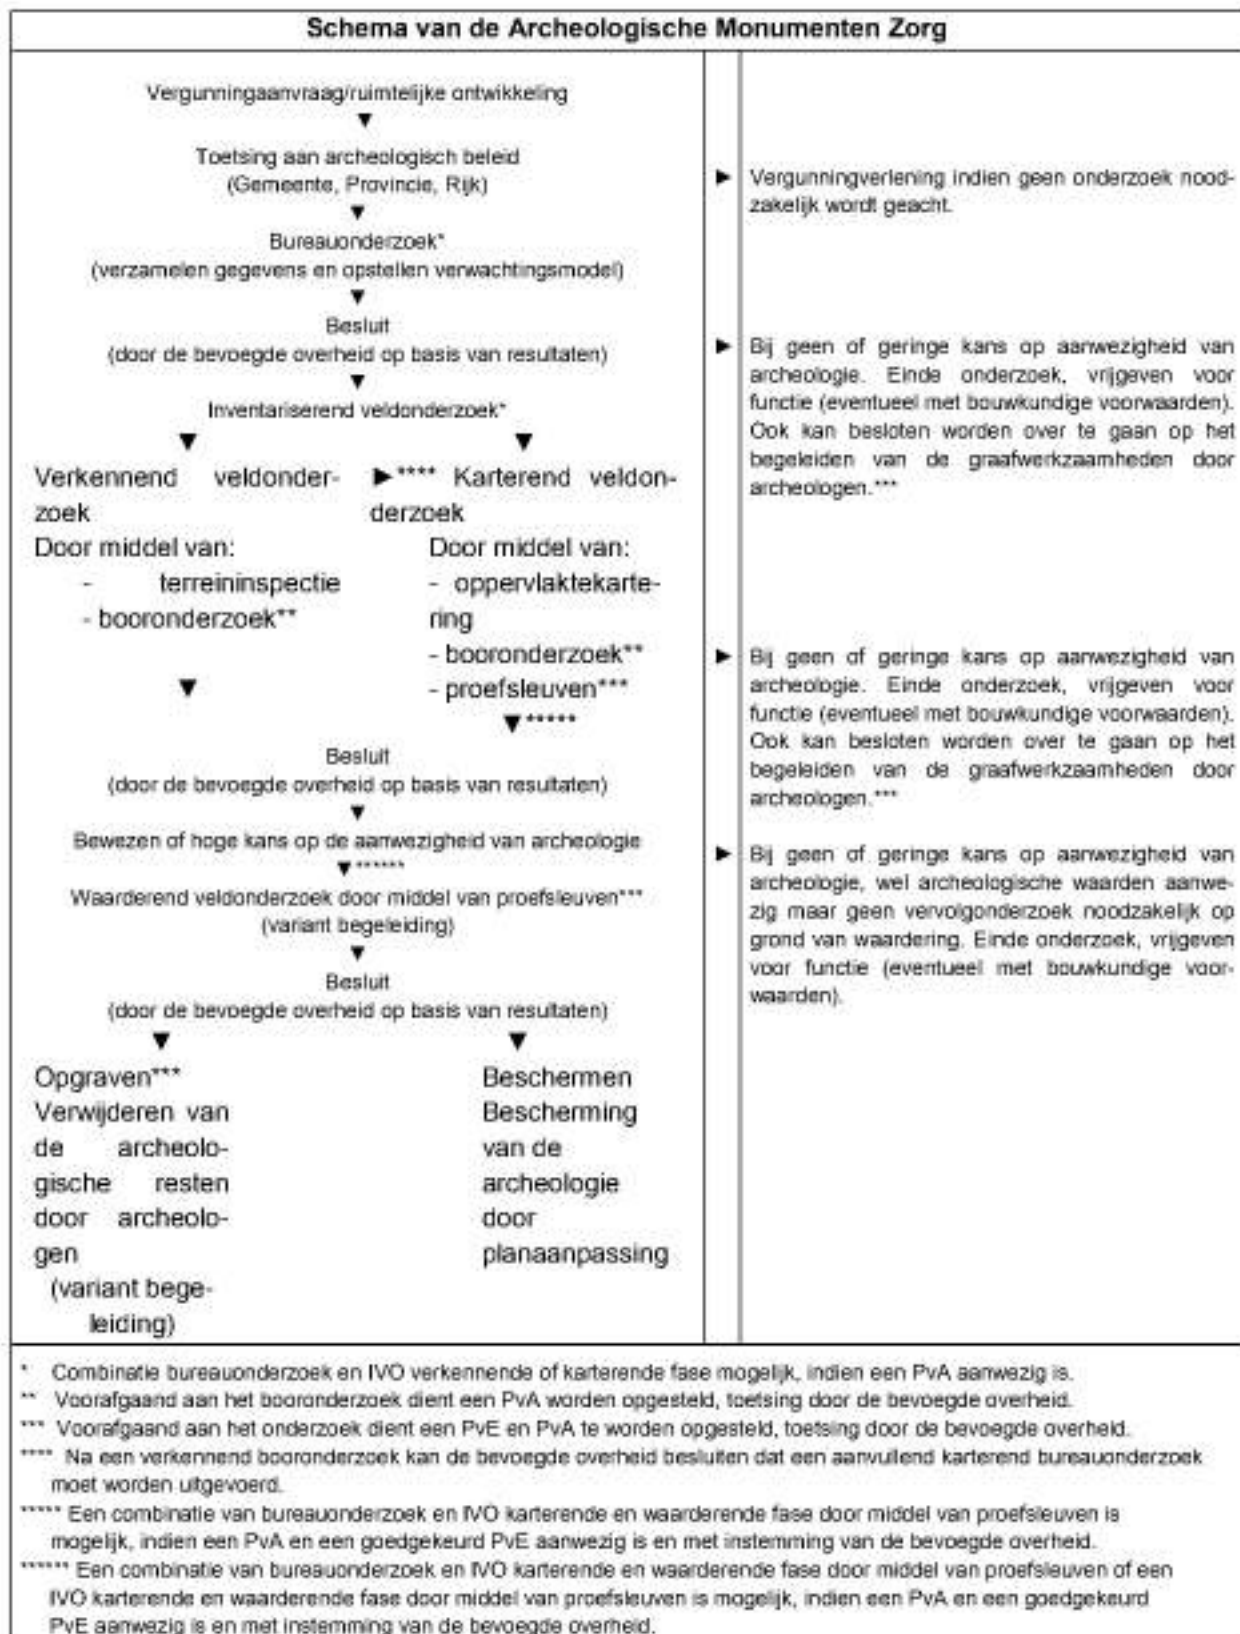 Schema van de Archeologische Monumenten Zorg
Vergunningaanvraag/ruimtelijke ontwikkeling
▼
Toetsing aan archeologisch beleid
(Gemeente, Provincie, Rijk)
▼
Bureauonderzoek*
(verzamelen gegevens en opstellen verwachtingsmodel)
▼
Besluit
(door de bevoegde overheid op basis van resultaten)
▼
Inventariserend veldonderzoek*
▼ ▼
Verkennend veldonder-
zoek
Door middel van:
- terreininspectie
- booronderzoek**
▼
►**** Karterend veldon-
derzoek
Door middel van:
- oppervlaktekarte-
ring
- booronderzoek**
- proefsleuven***
▼*****
Besluit
(door de bevoegde overheid op basis van resultaten)
▼
Bewezen of hoge kans op de aanwezigheid van archeologie
▼******
Waarderend veldonderzoek door middel van proefsleuven***
(variant begeleiding)
▼
Besluit
(door de bevoegde overheid op basis van resultaten)
▼ ▼
Opgraven***
Verwijderen van
de archeolo-
gische resten
door archeolo-
gen
(variant bege-
leiding)
Beschermen
Bescherming
van de
archeologie
door
planaanpassing
► Vergunningverlening indien geen onderzoek nood-
zakelijk wordt geacht.
► Bij geen of geringe kans op aanwezigheid van
archeologie. Einde onderzoek, vrijgeven voor
functie (eventueel met bouwkundige voorwaarden).
Ook kan besloten worden over te gaan op het
begeleiden van de graafwerkzaamheden door
archeologen.***
► Bij geen of geringe kans op aanwezigheid van
archeologie. Einde onderzoek, vrijgeven voor
functie (eventueel met bouwkundige voorwaarden).
Ook kan besloten worden over te gaan op het
begeleiden van de graafwerkzaamheden door
archeologen.***
► Bij geen of geringe kans op aanwezigheid van
archeologie, wel archeologische waarden aanwe-
zig maar geen vervolgonderzoek noodzakelijk op
grond van waardering. Einde onderzoek, vrijgeven
voor functie (eventueel met bouwkundige voor-
waarden).
* Combinatie bureauonderzoek en IVO verkennende of karterende fase mogelijk, indien een PvA aanwezig is.
** Voorafgaand aan het booronderzoek dient een PvA worden opgesteld, toetsing door de bevoegde overheid.
*** Voorafgaand aan het onderzoek dient een PvE en PvA te worden opgesteld, toetsing door de bevoegde overheid.
**** Na een verkennend booronderzoek kan de bevoegde overheid besluiten dat een aanvullend karterend bureauonderzoek
moet worden uitgevoerd.
***** Een combinatie van bureauonderzoek en IVO karterende en waarderende fase door middel van proefsleuven is
mogelijk, indien een PvA en een goedgekeurd PvE aanwezig is en met instemming van de bevoegde overheid.
****** Een combinatie van bureauonderzoek en IVO karterende en waarderende fase door middel van proefsleuven of een
IVO karterende en waarderende fase door middel van proefsleuven is mogelijk, indien een PvA en een goedgekeurd
PvE aanwezig is en met instemming van de bevoegde overheid.